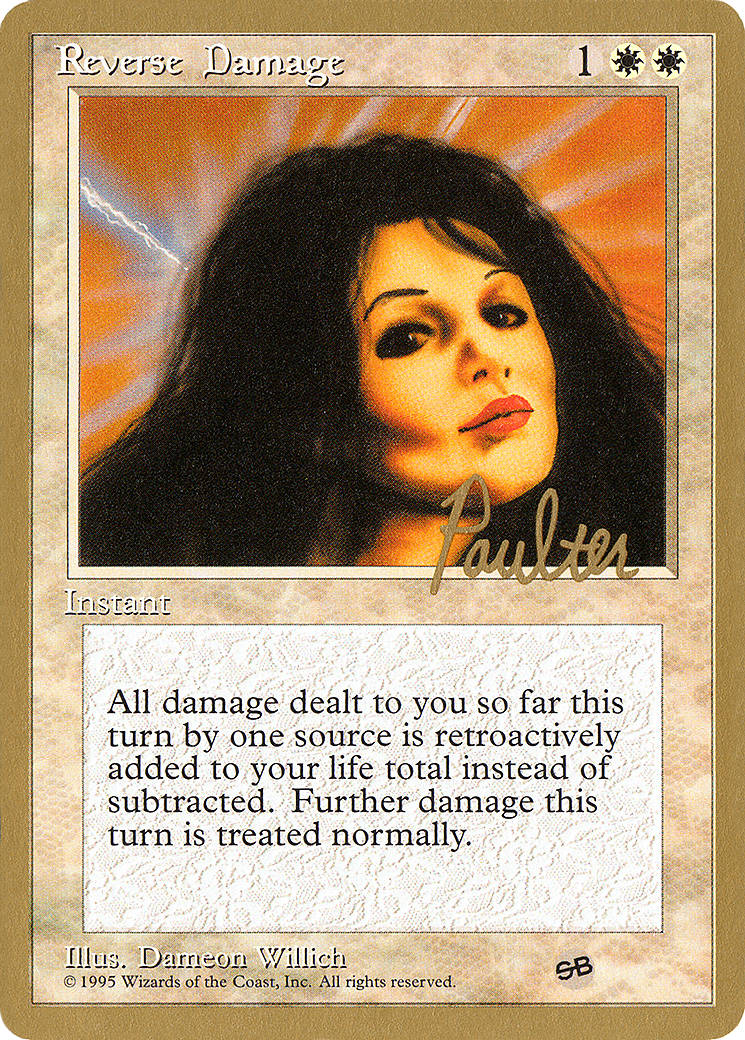 Reverse Damage 1
Paulter
Instant
All damage dealt to you so far this
turn by one source is retroactively
added to your life total instead of
subtracted. Further damage this
turn is treated normally.
Illus. Dameon Willich
© 1995 Wizards of the Coast, Inc. All rights reserved.
SB